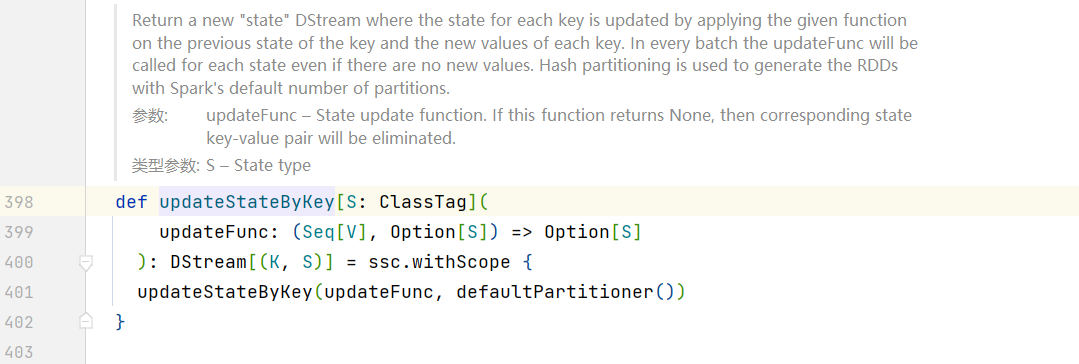 Return a new "state" DStream where the state for each key is updated by applying the given function
on the previous state of the key and the new values of each key. In every batch the updateFunc will be
called for each state even if there are no new values. Hash partitioning is used to generate the RDDs
with Spark's default number of partitions.
参数: updateFunc – State update function. If this function returns None, then corresponding state
key-value pair will be eliminated.
类型参数: S – State type
398 def updateStateByKey[S: ClassTag](
399 updateFunc: (Seq[V], Option[S]) => Option[S]
400 ): DStream[(K, S)] = ssc.withScope {
401 updateStateByKey(updateFunc, defaultPartitioner())
402 }
403